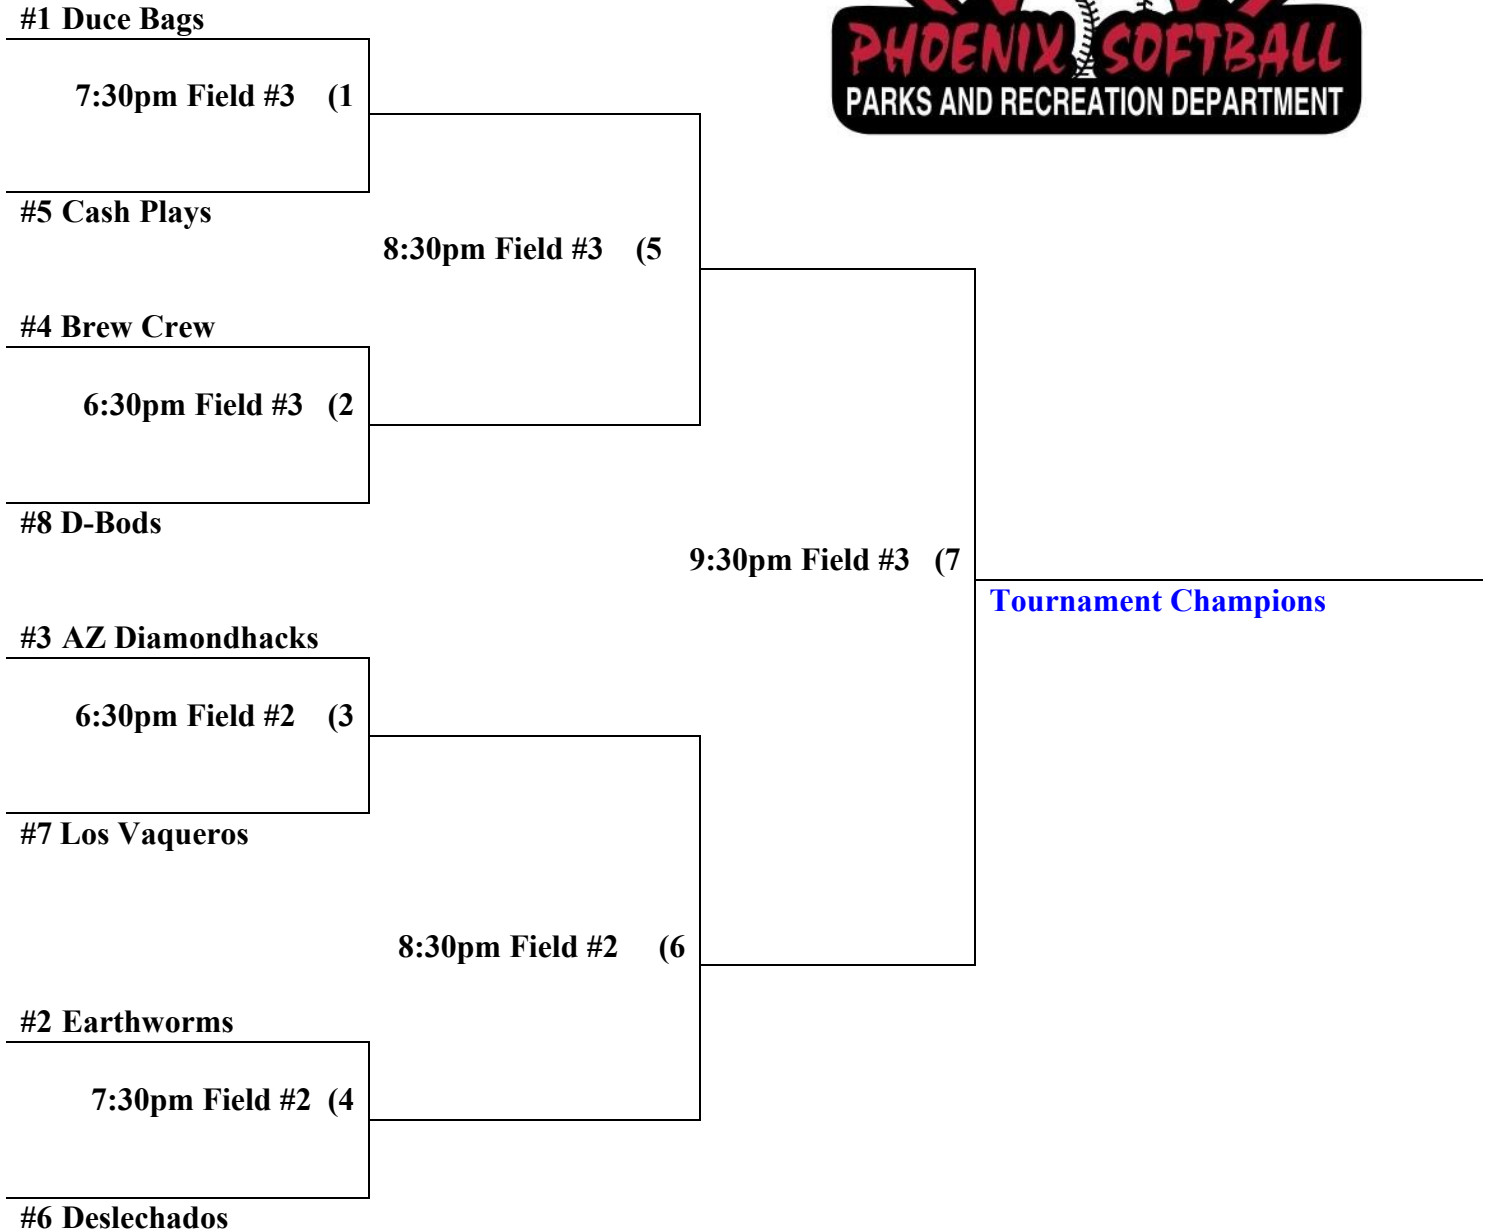 #1 Duce Bags
PHOENIX SOFTBALL
PARKS AND RECREATION DEPARTMENT
7:30pm Field #3 (1
#5 Cash Plays
8:30pm Field #3 (5
#4 Brew Crew
6:30pm Field #3 (2
#8 D-Bods
9:30pm Field #3 (7
Tournament Champions
#3 AZ Diamondhacks
6:30pm Field #2 (3
#7 Los Vaqueros
8:30pm Field #2 (6
#2 Earthworms
7:30pm Field #2 (4
#6 Deslechados